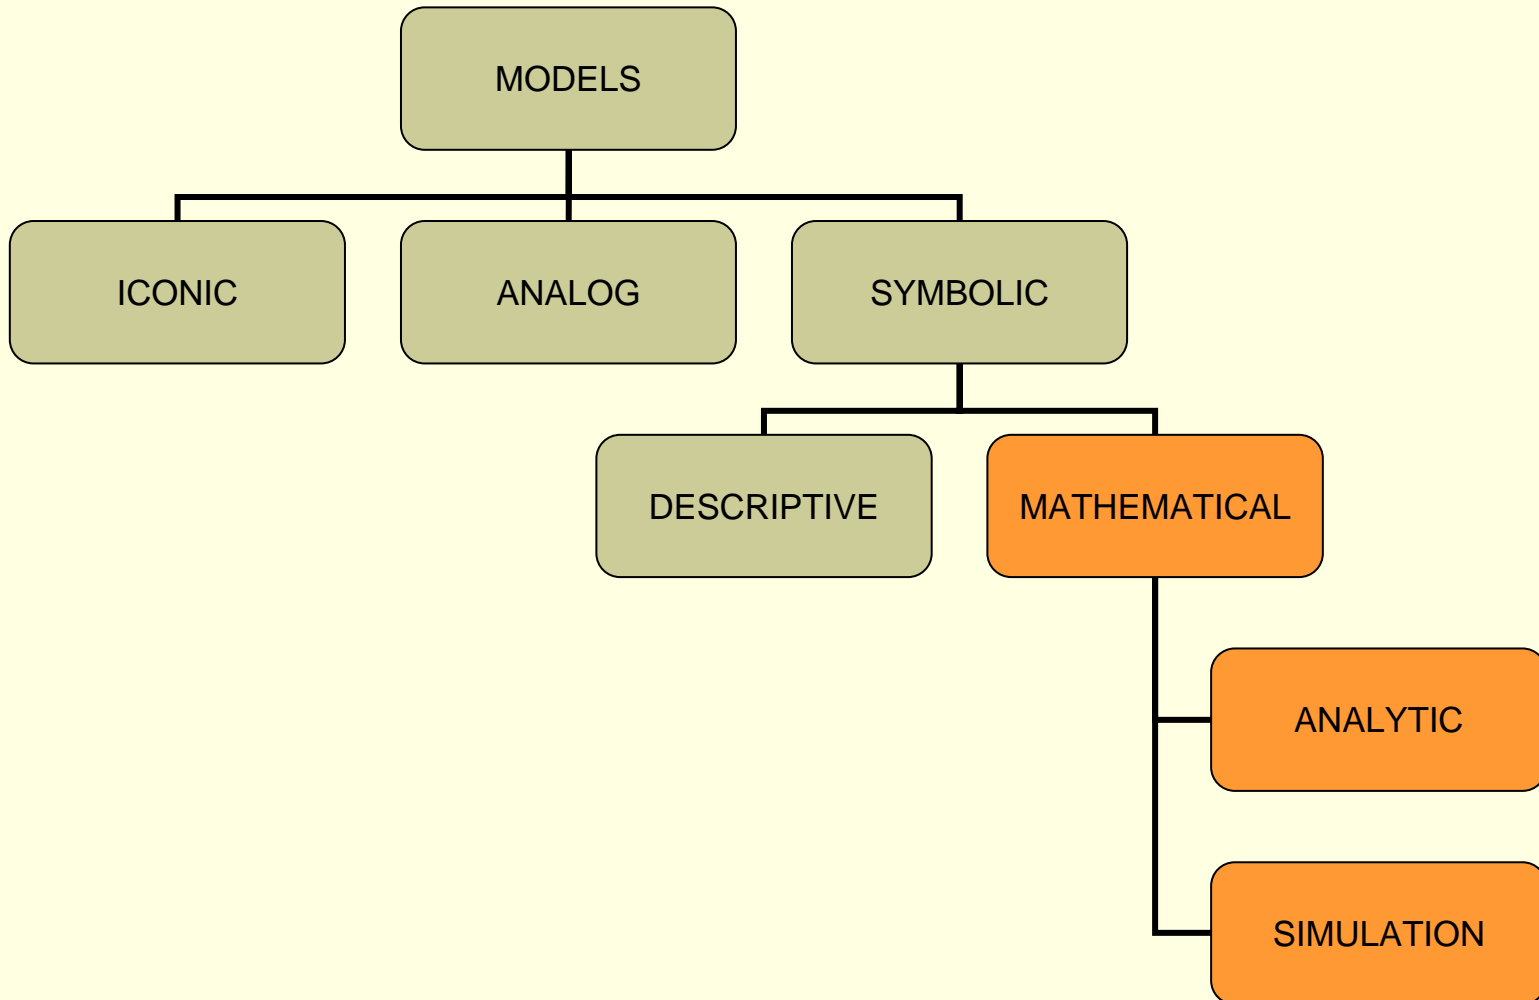 MODELS
ICONIC
ANALOG
SYMBOLIC
DESCRIPTIVE
MATHEMATICAL
ANALYTIC
SIMULATION